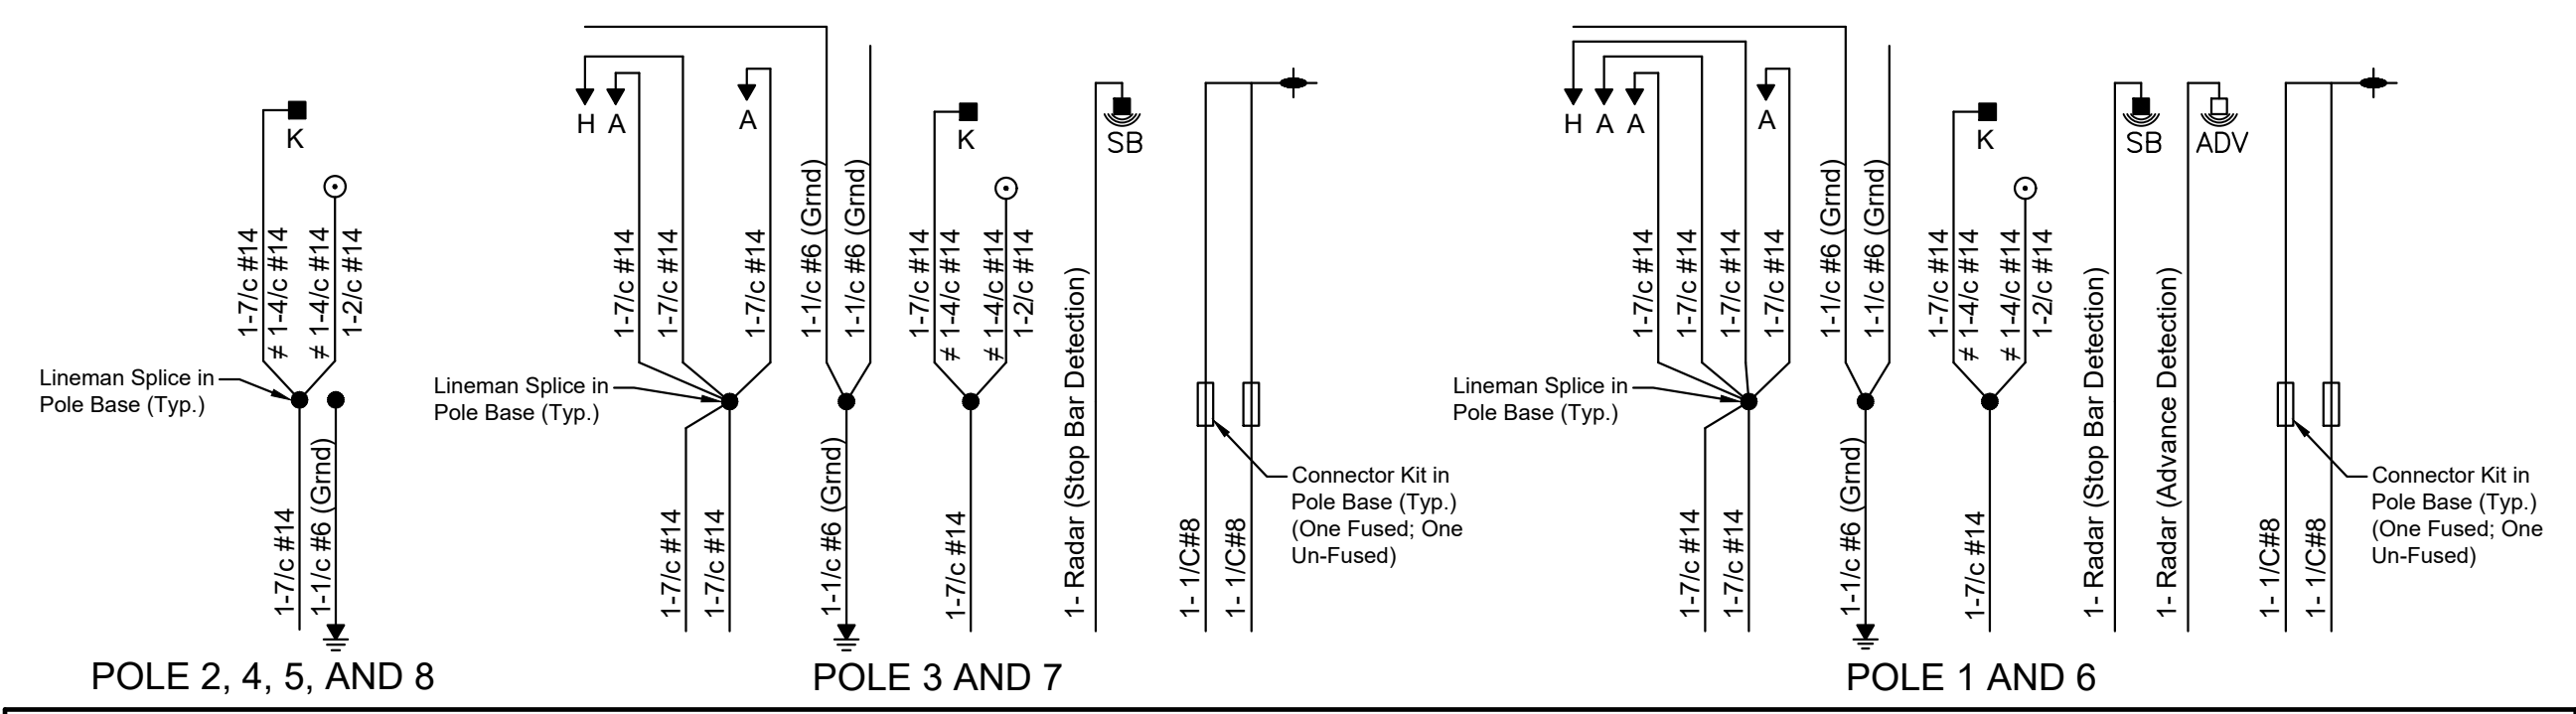 K
1-7/c #14
# 1-4/c #14
# 1-4/c #14
1-2/c #14
Lineman Splice in
Pole Base (Typ.)
1-7/c #14
1-1/c #6 (Grnd)
POLE 2, 4, 5, AND 8
H A
A
K
SB
1-7/c #14
1-7/c #14
1-7/c #14
1-1/c #6 (Grnd)
1-1/c #6 (Grnd)
1-7/c #14
# 1-4/c #14
# 1-4/c #14
1-2/c #14
Lineman Splice in
Pole Base (Typ.)
1-7/c #14
1-7/c #14
1-1/c #6 (Grnd)
1-7/c #14
1- Radar (Stop Bar Detection)
1- 1/C#8
1- 1/C#8
Connector Kit in
Pole Base (Typ.)
(One Fused; One
Un-Fused)
POLE 3 AND 7
H A A
A
K
SB
ADV
1-7/c #14
1-7/c #14
1-7/c #14
1-7/c #14
1-1/c #6 (Grnd)
1-1/c #6 (Grnd)
1-7/c #14
# 1-4/c #14
# 1-4/c #14
1-2/c #14
Lineman Splice in
Pole Base (Typ.)
1-7/c #14
1-7/c #14
1-1/c #6 (Grnd)
1-7/c #14
1- Radar (Stop Bar Detection)
1- Radar (Advance Detection)
1- 1/C#8
1- 1/C#8
Connector Kit in
Pole Base (Typ.)
(One Fused; One
Un-Fused)
POLE 1 AND 6